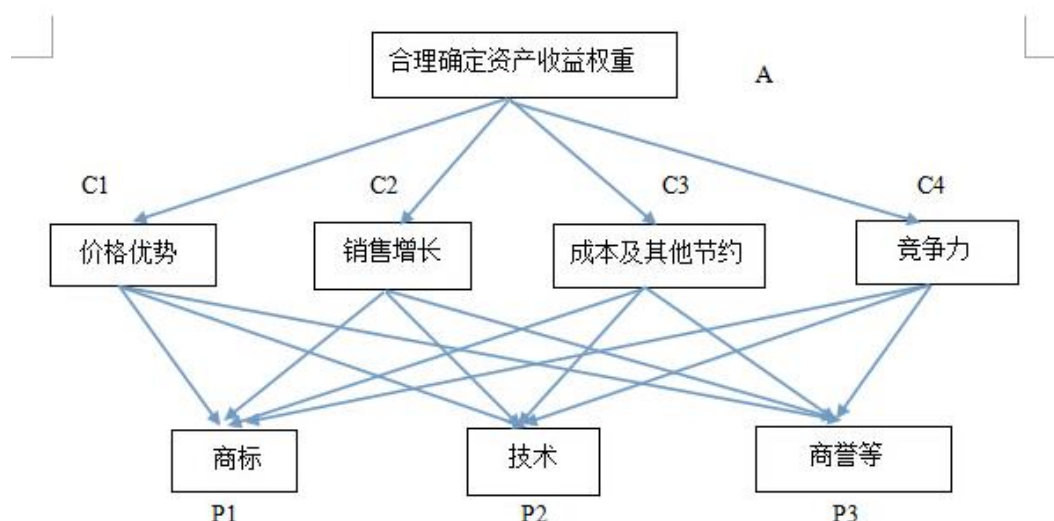 合理确定资产收益权重
A
C1
C2
C3
C4
价格优势
销售增长
成本及其他节约
竞争力
商标
技术
商誉等
P1
P2
P3